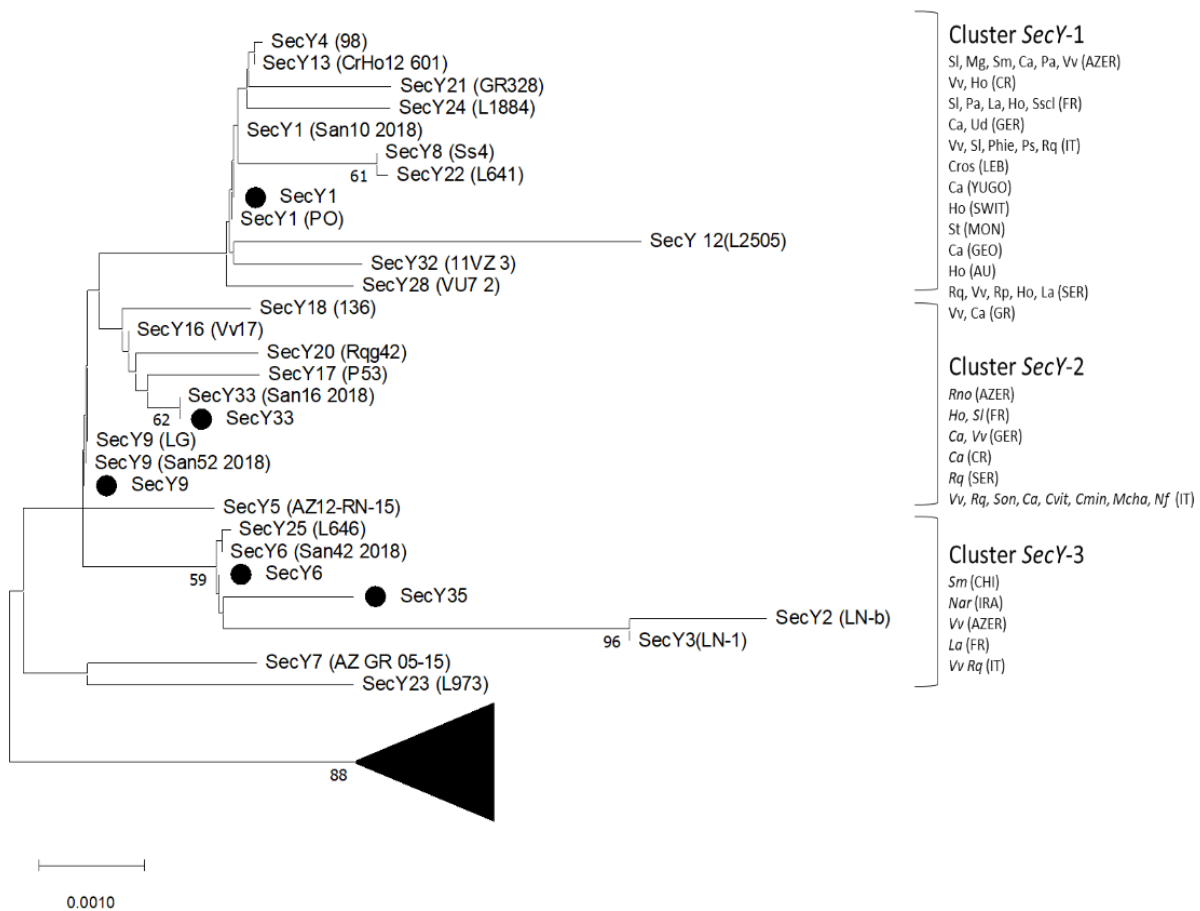 SecY4 (98)
SecY13 (CrHo12 601)
SecY21 (GR328)
SecY24 (L1884)
SecY1 (San10 2018)
SecY8 (Ss4)
61
SecY22 (L641)
SecY1
SecY1 (PO)
SecY 12(L2505)
SecY32 (11VZ 3)
SecY28 (VU7 2)
SecY18 (136)
SecY16 (Vv17)
SecY20 (Rqg42)
SecY17 (P53)
SecY33 (San16 2018)
62
SecY33
SecY9 (LG)
SecY9 (San52 2018)
SecY9
SecY5 (AZ12-RN-15)
SecY25 (L646)
SecY6 (San42 2018)
59
SecY6
SecY35
SecY2 (LN-b)
96
SecY3(LN-1)
SecY7 (AZ GR 05-15)
SecY23 (L973)
88
0.0010
Cluster SecY-1
Sl, Mg, Sm, Ca, Pa, Vv (AZER)
Vv, Ho (CR)
Sl, Pa, La, Ho, Sscl (FR)
Ca, Ud (GER)
Vv, Sl, Phie, Ps, Rq (IT)
Cros (LEB)
Ca (YUGO)
Ho (SWIT)
St (MON)
Ca (GEO)
Ho (AU)
Rq, Vv, Rp, Ho, La (SER)
Vv, Ca (GR)
Cluster SecY-2
Rno (AZER)
Ho, Sl (FR)
Ca, Vv (GER)
Ca (CR)
Rq (SER)
Vv, Rq, Son, Ca, Cvit, Cmin, Mcha, Nf (IT)
Cluster SecY-3
Sm (CHI)
Nar (IRA)
Vv (AZER)
La (FR)
Vv Rq (IT)